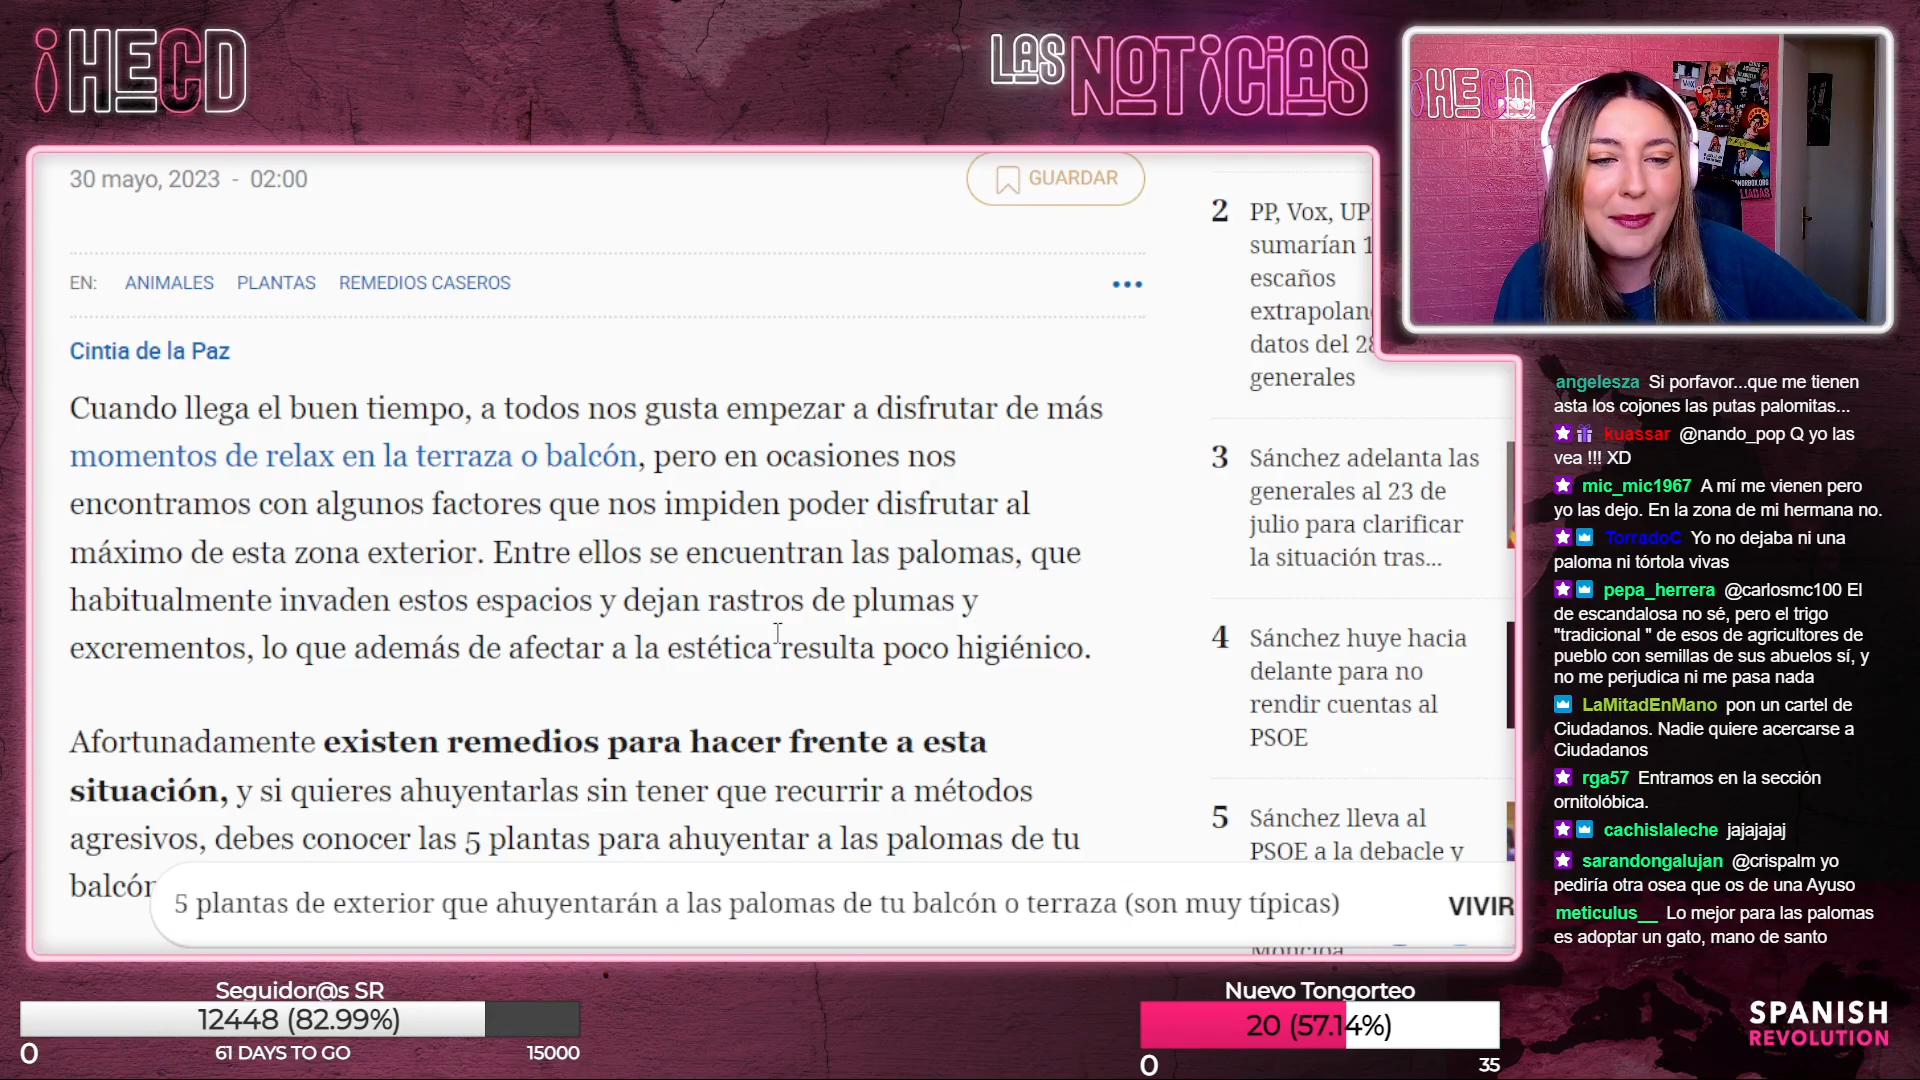 ¡HECD
LAS NOTICIAS
¡HECD
30 mayo, 2023 - 02:00
GUARDAR
EN: ANIMALES PLANTAS REMEDIOS CASEROS
Cintia de la Paz
Cuando llega el buen tiempo, a todos nos gusta empezar a disfrutar de más
momentos de relax en la terraza o balcón, pero en ocasiones nos
encontramos con algunos factores que nos impiden poder disfrutar al
máximo de esta zona exterior. Entre ellos se encuentran las palomas, que
habitualmente invaden estos espacios y dejan rastros de plumas y
excrementos, lo que además de afectar a la estética resulta poco higiénico.
Afortunadamente existen remedios para hacer frente a esta
situación, y si quieres ahuyentarlas sin tener que recurrir a métodos
agresivos, debes conocer las 5 plantas para ahuyentar a las palomas de tu
balcón
5 plantas de exterior que ahuyentarán a las palomas de tu balcón o terraza (son muy típicas)
VIVIR
2 PP, Vox, UP
sumarían 1
escaños
extrapolan
datos del 28
generales
3 Sánchez adelanta las
generales al 23 de
julio para clarificar
la situación tras...
4 Sánchez huye hacia
delante para no
rendir cuentas al
PSOE
5 Sánchez lleva al
PSOE a la debacle y
Moncloa
angelesza Si porfavor...que me tienen
asta los cojones las putas palomitas...
kuassar @nando_pop Q yo las
vea !!! XD
mic_mic1967 A mí me vienen pero
yo las dejo. En la zona de mi hermana no.
TorradoC Yo no dejaba ni una
paloma ni tórtola vivas
pepa_herrera @carlosmc100 El
de escandalosa no sé, pero el trigo
"tradicional " de esos de agricultores de
pueblo con semillas de sus abuelos sí, y
no me perjudica ni me pasa nada
LaMitadEnMano pon un cartel de
Ciudadanos. Nadie quiere acercarse a
Ciudadanos
rga57 Entramos en la sección
ornitolóbica.
cachislaleche jajajajaj
sarandongalujan @crispalm yo
pediría otra osea que os de una Ayuso
meticulus__ Lo mejor para las palomas
es adoptar un gato, mano de santo
Seguidor@s SR
12448 (82.99%)
0 61 DAYS TO GO 15000
Nuevo Tongorteo
20 (57.14%)
0 35
SPANISH
REVOLUTION